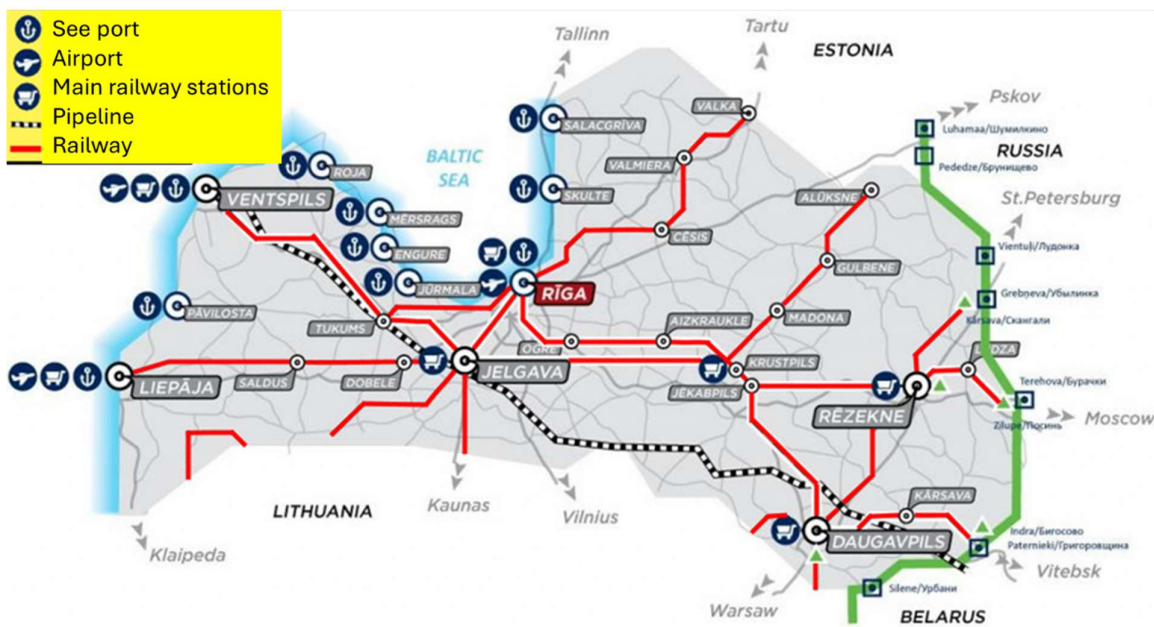 See port
Airport
Main railway stations
Pipeline
Railway
Tallinn
Tartu
ESTONIA
Pskov
Luhamaa/Шумилкино
RUSSIA
Pededze/Брунищево
St.Petersburg
VALKA
SALACGRĪVA
VALMIERA
BALTIC
SEA
ROJA
VENTSPILS
SKULTE
ALŪKSNE
MĒRSRAGS
CĒSIS
ENGURE
Vientuļi/Лудонка
GULBENE
JŪRMALA
RĪGA
Grebņeva/Убылинка
PĀVILOSTA
Kārsava/Скангали
MADONA
AIZKRAUKLE
TUKUMS
OGRE
LUDZA
KRUSTPILS
SALDUS
DOBELE
JELGAVA
LIEPĀJA
JĒKABPILS
Terehova/Бурачки
RĒZEKNE
Moscow
Zilupe/Посинь
LITHUANIA
Kaunas
Vilnius
KĀRSAVA
Klaipeda
DAUGAVPILS
Indra/Бигосово
Paternieki/Григоровщина
Vitebsk
Silene/Урбани
Warsaw
BELARUS